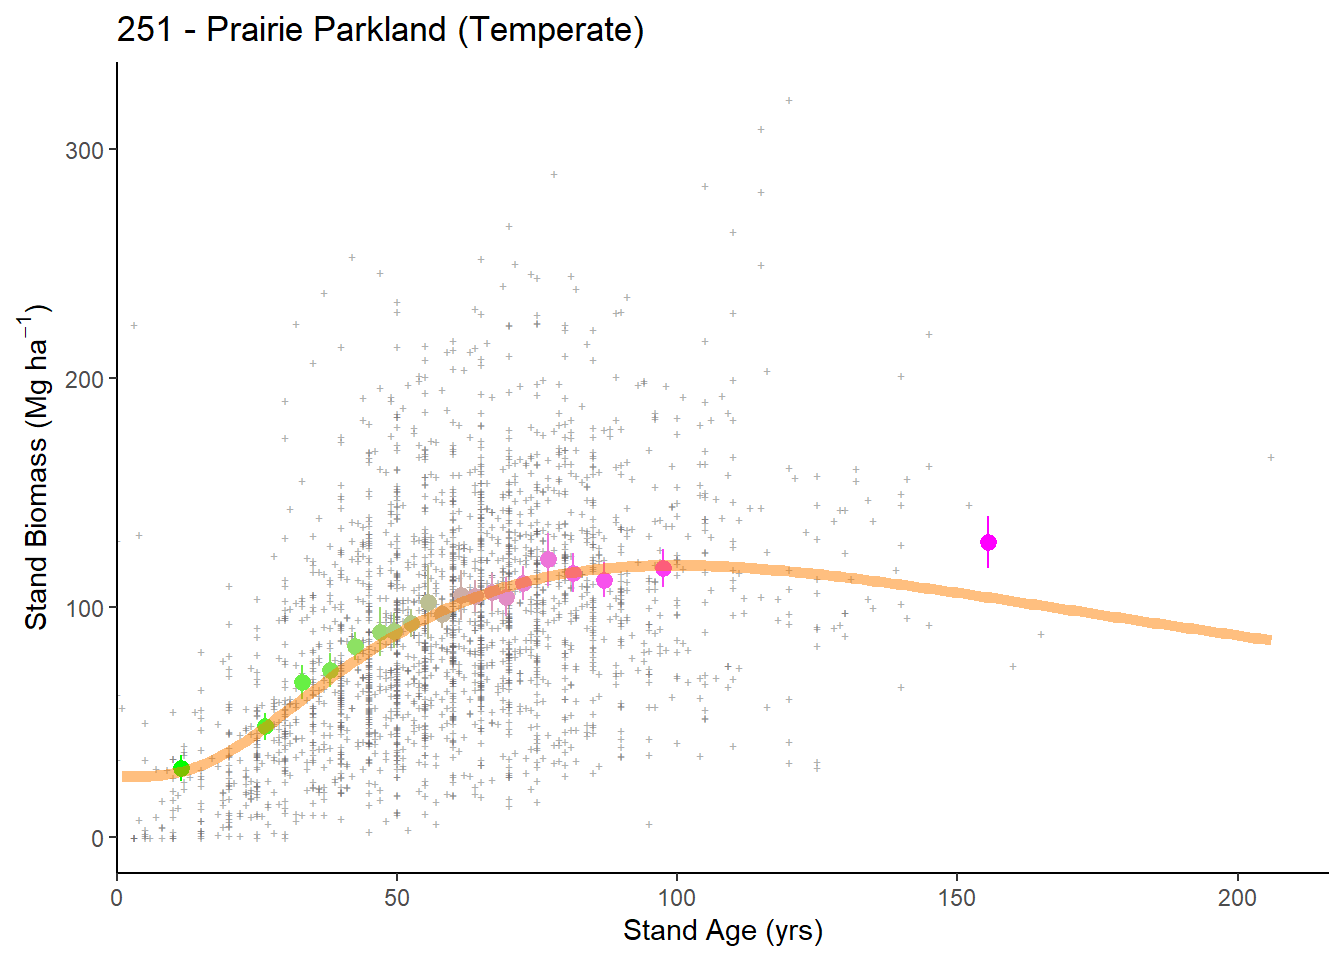 251 - Prairie Parkland (Temperate)
Stand Biomass (Mg ha⁻¹)
300
200
100
0
0 50 100 150 200
Stand Age (yrs)